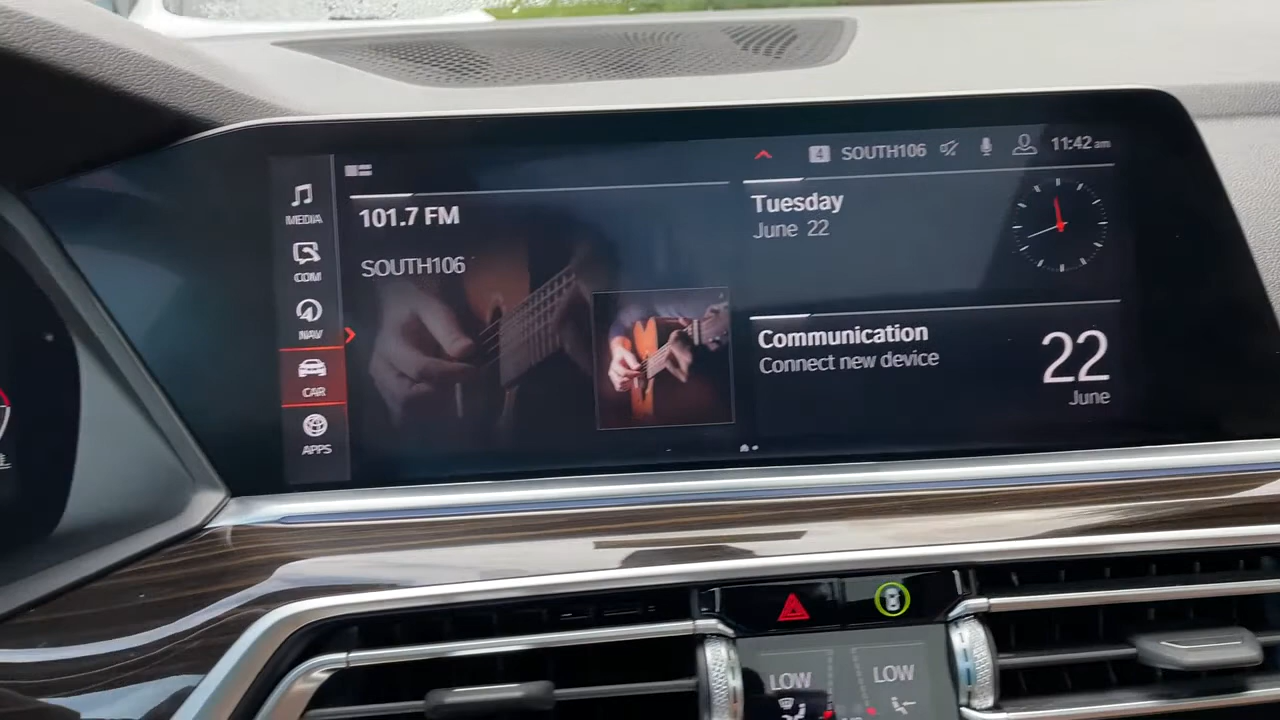 4 SOUTH106 11:42 am
MEDIA
COM
NAV
CAR
APPS
101.7 FM
SOUTH106
Tuesday
June 22
Communication
Connect new device
22
June
LOW
LOW